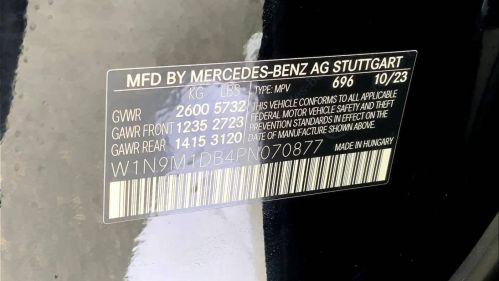 MFD BY MERCEDES-BENZ AG STUTTGART
KG LBS TYPE: MPV 696 10/23
GVWR 2600 5732 THIS VEHICLE CONFORMS TO ALL APPLICABLE
GAWR FRONT 1235 2723 FEDERAL MOTOR VEHICLE SAFETY AND THEFT
GAWR REAR 1415 3120 PREVENTION STANDARDS IN EFFECT ON THE DATE OF MANUFACTURE SHOWN ABOVE.
W1N9M1DB4PN070877 MADE IN HUNGARY